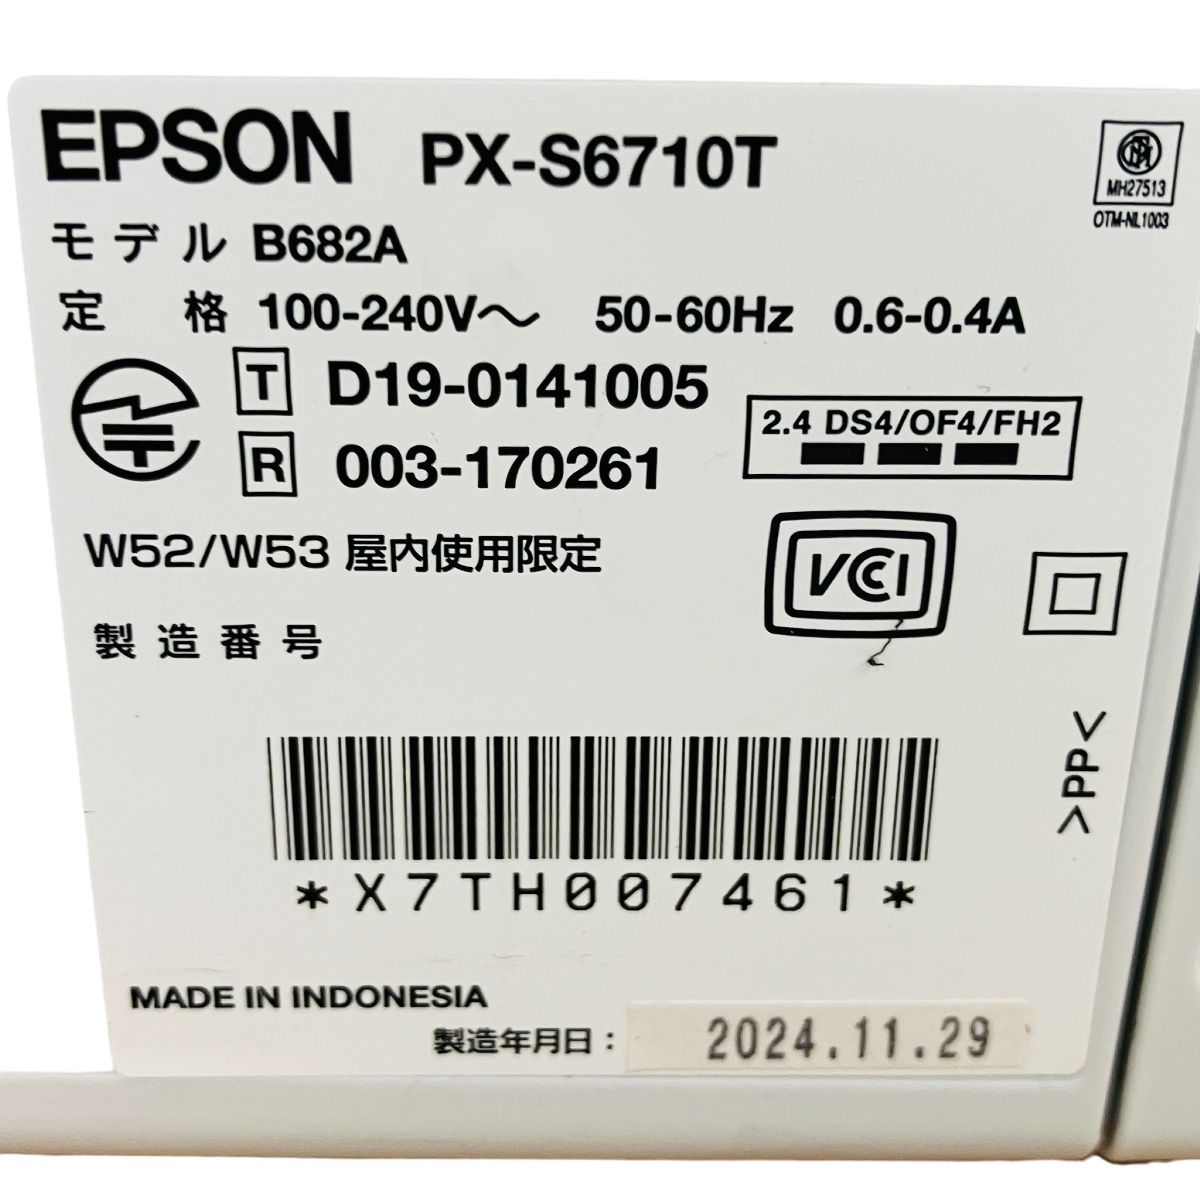 EPSON PX-S6710T
MH27513
OTM-NL1003
モデル B682A
定格 100-240V～ 50-60Hz 0.6-0.4A
T D19-0141005
R 003-170261
2.4 DS4/OF4/FH2
W52/W53 屋内使用限定
VCCI
製造番号
>PP<
*X7TH007461*
MADE IN INDONESIA
製造年月日： 2024.11.29